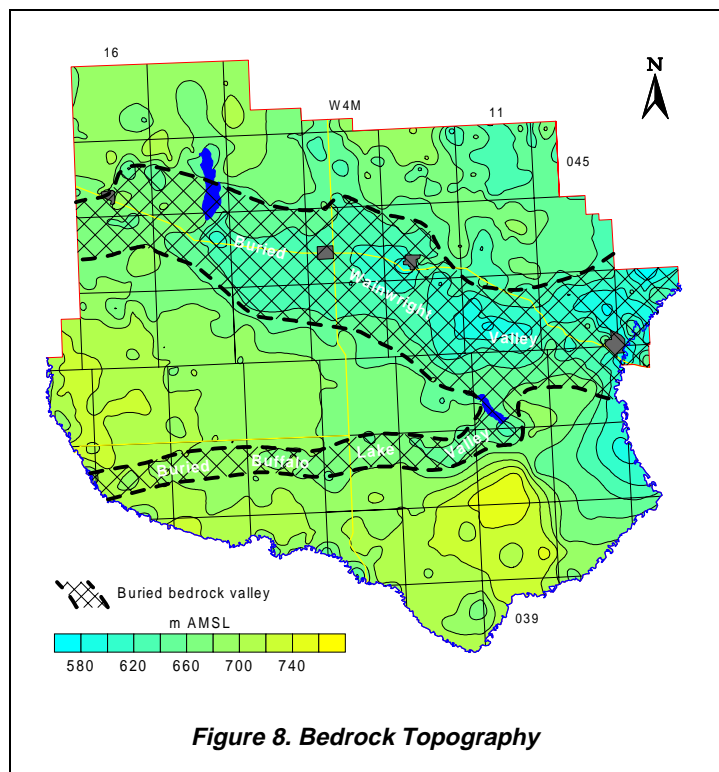 16
N
W4M
11
045
Buried
Wainwright
Valley
Buried
Buffalo
Lake
Valley
Buried bedrock valley
m AMSL
580 620 660 700 740
039
Figure 8. Bedrock Topography